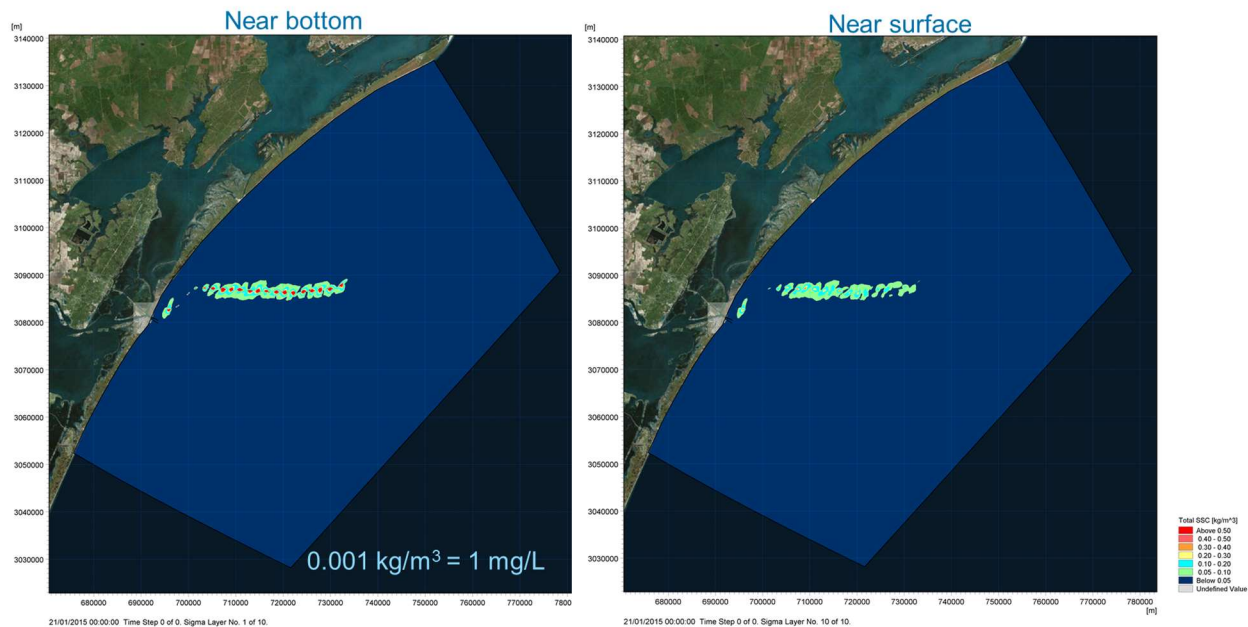 Near bottom
[m]
3140000
3130000
3120000
3110000
3100000
3090000
3080000
3070000
3060000
3050000
3040000
3030000
0.001 kg/m³ = 1 mg/L
680000 690000 700000 710000 720000 730000 740000 750000 760000 770000 7800
21/01/2015 00:00:00 Time Step 0 of 0. Sigma Layer No. 1 of 10.
Near surface
[m]
3140000
3130000
3120000
3110000
3100000
3090000
3080000
3070000
3060000
3050000
3040000
3030000
680000 690000 700000 710000 720000 730000 740000 750000 760000 770000 780000
[m]
21/01/2015 00:00:00 Time Step 0 of 0. Sigma Layer No. 10 of 10.
Total SSC [kg/m^3]
Above 0.50
0.40 - 0.50
0.30 - 0.40
0.20 - 0.30
0.10 - 0.20
0.05 - 0.10
Below 0.05
Undefined Value